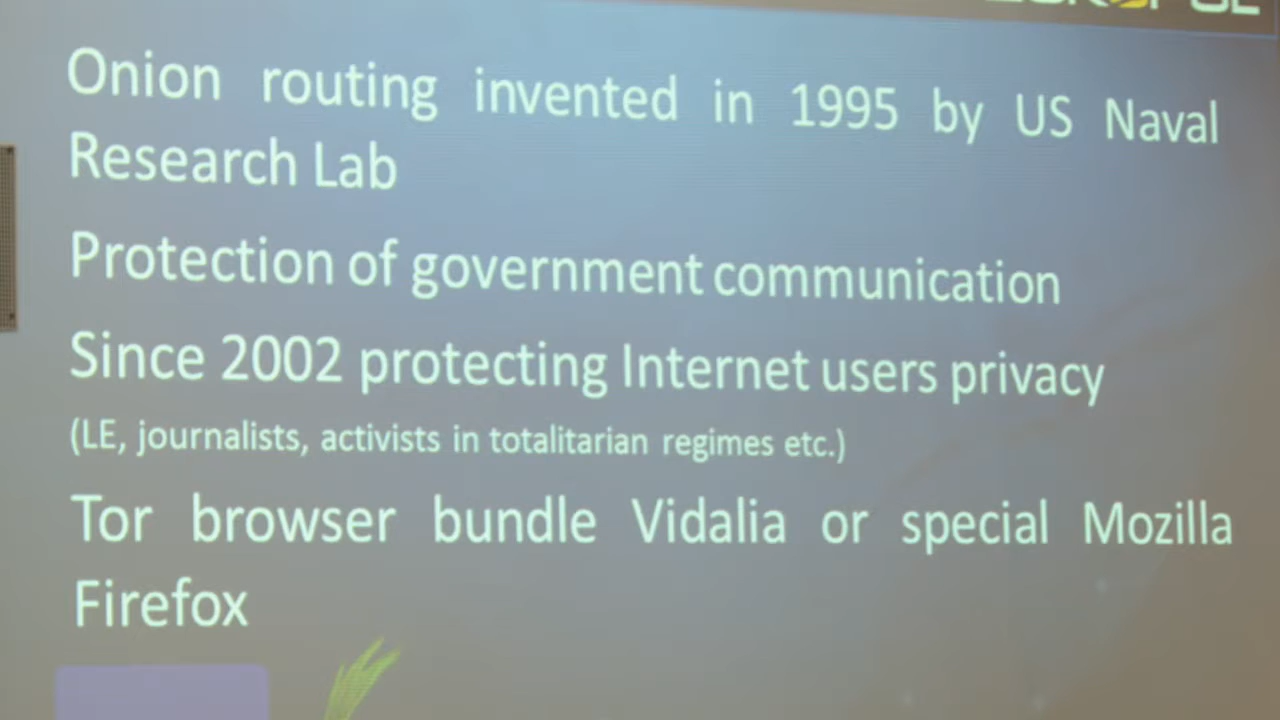 Onion routing invented in 1995 by US Naval
Research Lab
Protection of government communication
Since 2002 protecting Internet users privacy
(LE, journalists, activists in totalitarian regimes etc.)
Tor browser bundle Vidalia or special Mozilla
Firefox